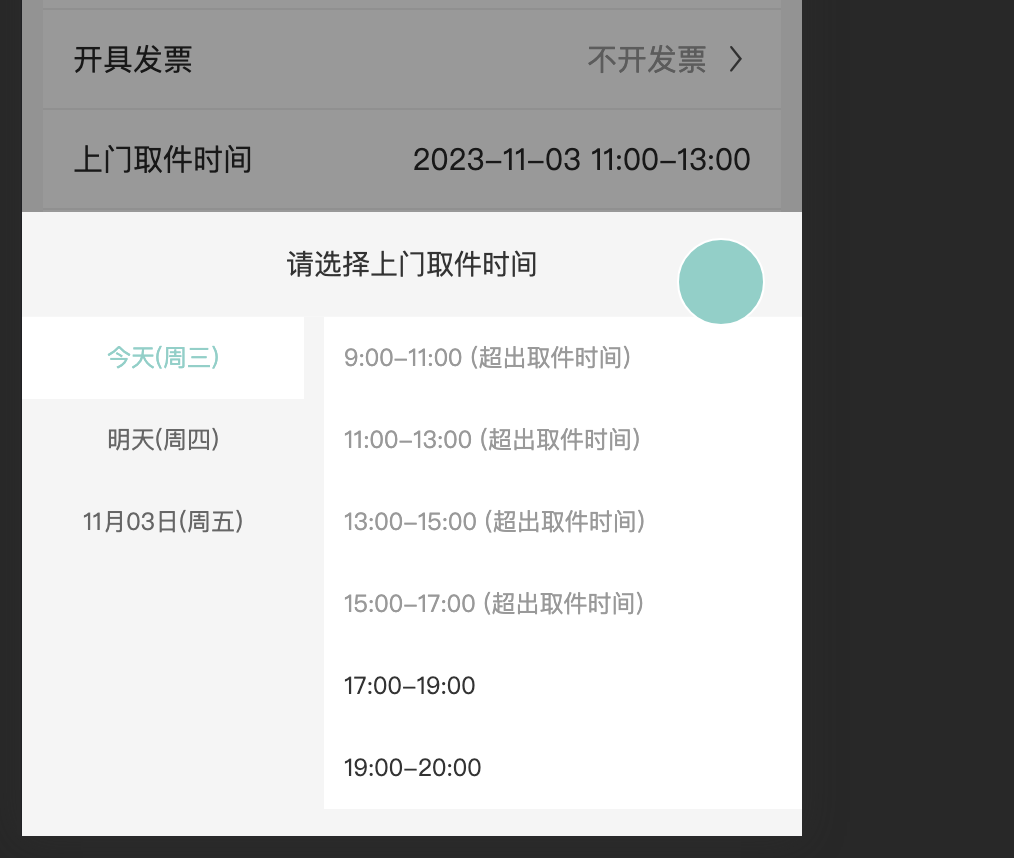 开具发票 不开发票
上门取件时间 2023-11-03 11:00-13:00
请选择上门取件时间
今天(周三) 9:00-11:00 (超出取件时间)
明天(周四) 11:00-13:00 (超出取件时间)
11月03日(周五) 13:00-15:00 (超出取件时间)
15:00-17:00 (超出取件时间)
17:00-19:00
19:00-20:00